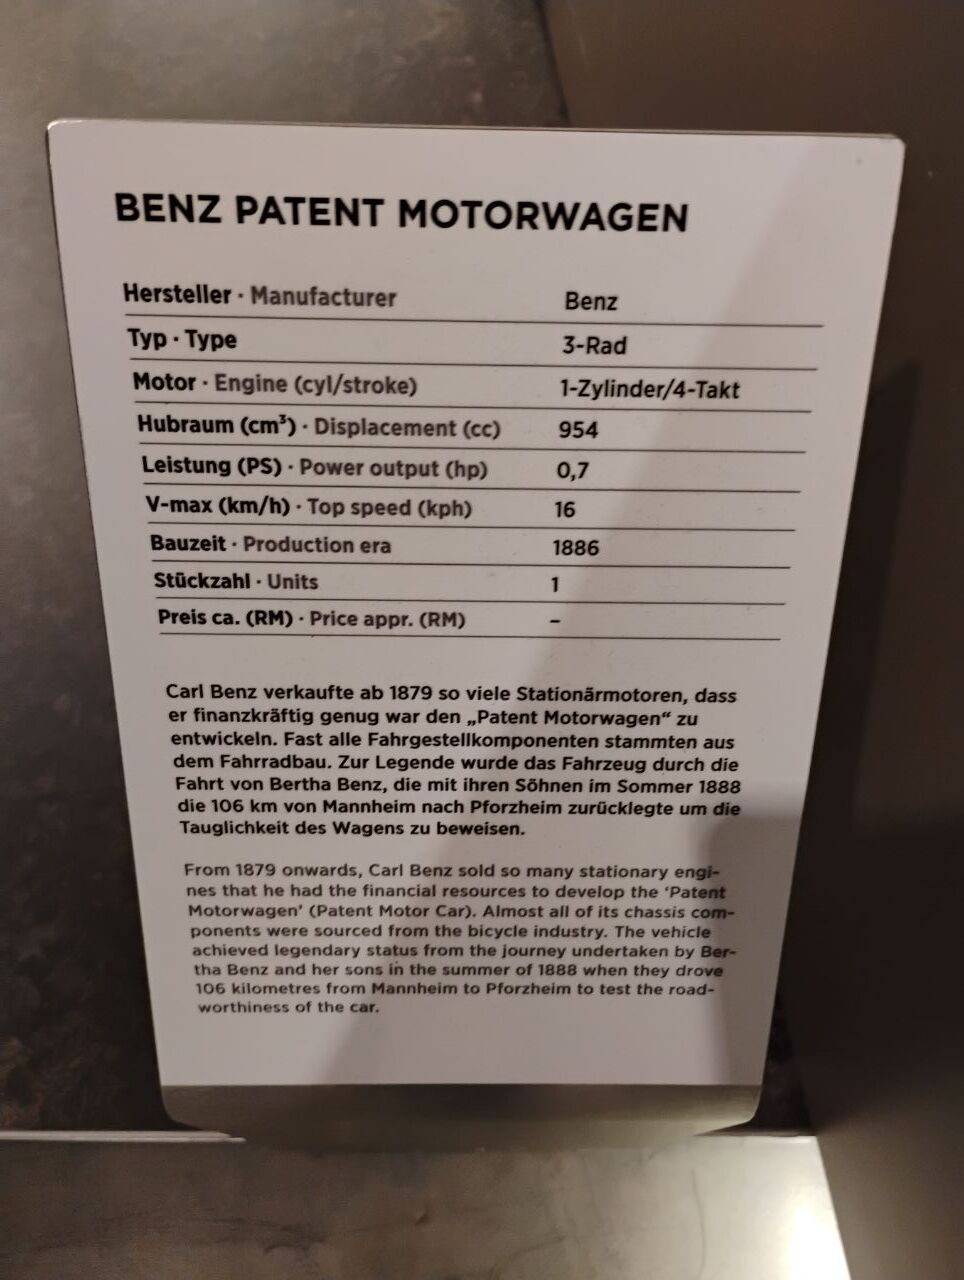 BENZ PATENT MOTORWAGEN
Hersteller · Manufacturer Benz
Typ · Type 3-Rad
Motor · Engine (cyl/stroke) 1-Zylinder/4-Takt
Hubraum (cm³) · Displacement (cc) 954
Leistung (PS) · Power output (hp) 0,7
V-max (km/h) · Top speed (kph) 16
Bauzeit · Production era 1886
Stückzahl · Units 1
Preis ca. (RM) · Price appr. (RM) –
Carl Benz verkaufte ab 1879 so viele Stationärmotoren, dass
er finanzkräftig genug war den „Patent Motorwagen“ zu
entwickeln. Fast alle Fahrgestellkomponenten stammten aus
dem Fahrradbau. Zur Legende wurde das Fahrzeug durch die
Fahrt von Bertha Benz, die mit ihren Söhnen im Sommer 1888
die 106 km von Mannheim nach Pforzheim zurücklegte um die
Tauglichkeit des Wagens zu beweisen.
From 1879 onwards, Carl Benz sold so many stationary engi-
nes that he had the financial resources to develop the ‘Patent
Motorwagen’ (Patent Motor Car). Almost all of its chassis com-
ponents were sourced from the bicycle industry. The vehicle
achieved legendary status from the journey undertaken by Ber-
tha Benz and her sons in the summer of 1888 when they drove
106 kilometres from Mannheim to Pforzheim to test the road-
worthiness of the car.